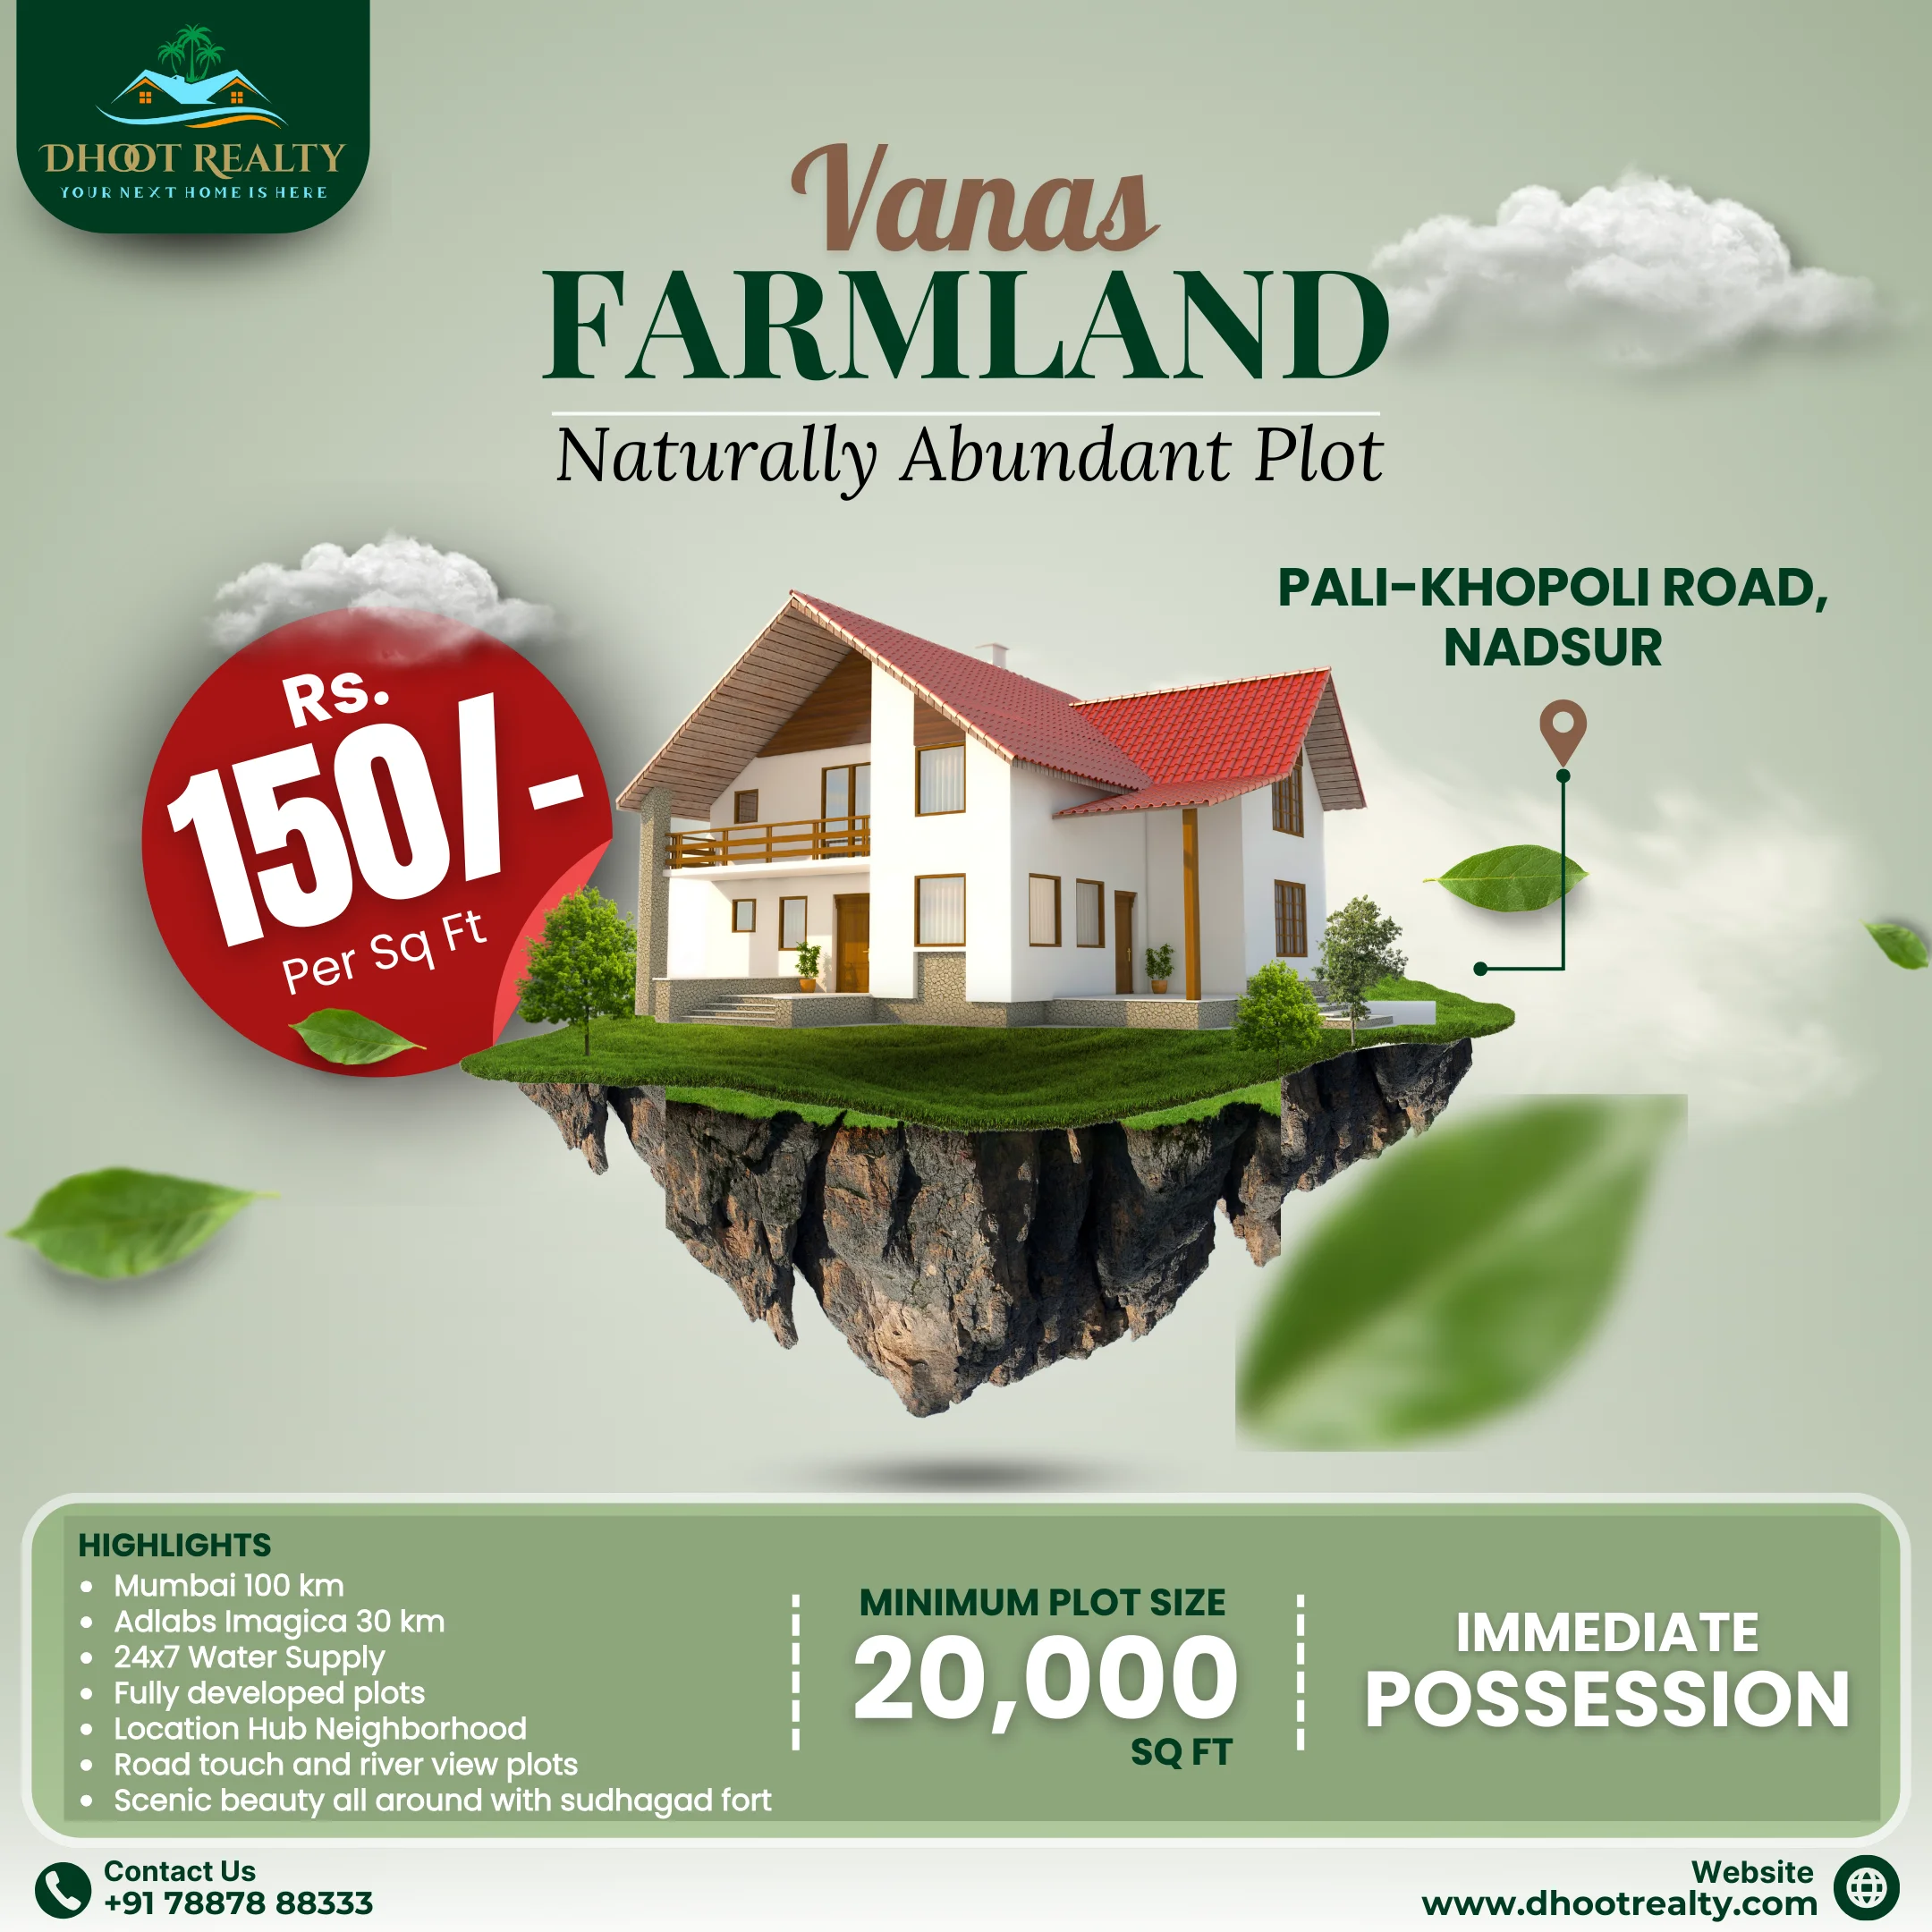 DHOOT REALTY
YOUR NEXT HOME IS HERE
Vanas
FARMLAND
Naturally Abundant Plot
PALI-KHOPOLI ROAD,
NADSUR
Rs.
150/-
Per Sq Ft
HIGHLIGHTS
• Mumbai 100 km
• Adlabs Imagica 30 km
• 24x7 Water Supply
• Fully developed plots
• Location Hub Neighborhood
• Road touch and river view plots
• Scenic beauty all around with sudhagad fort
MINIMUM PLOT SIZE
20,000
SQ FT
IMMEDIATE
POSSESSION
Contact Us
+91 78878 88333
Website
www.dhootrealty.com